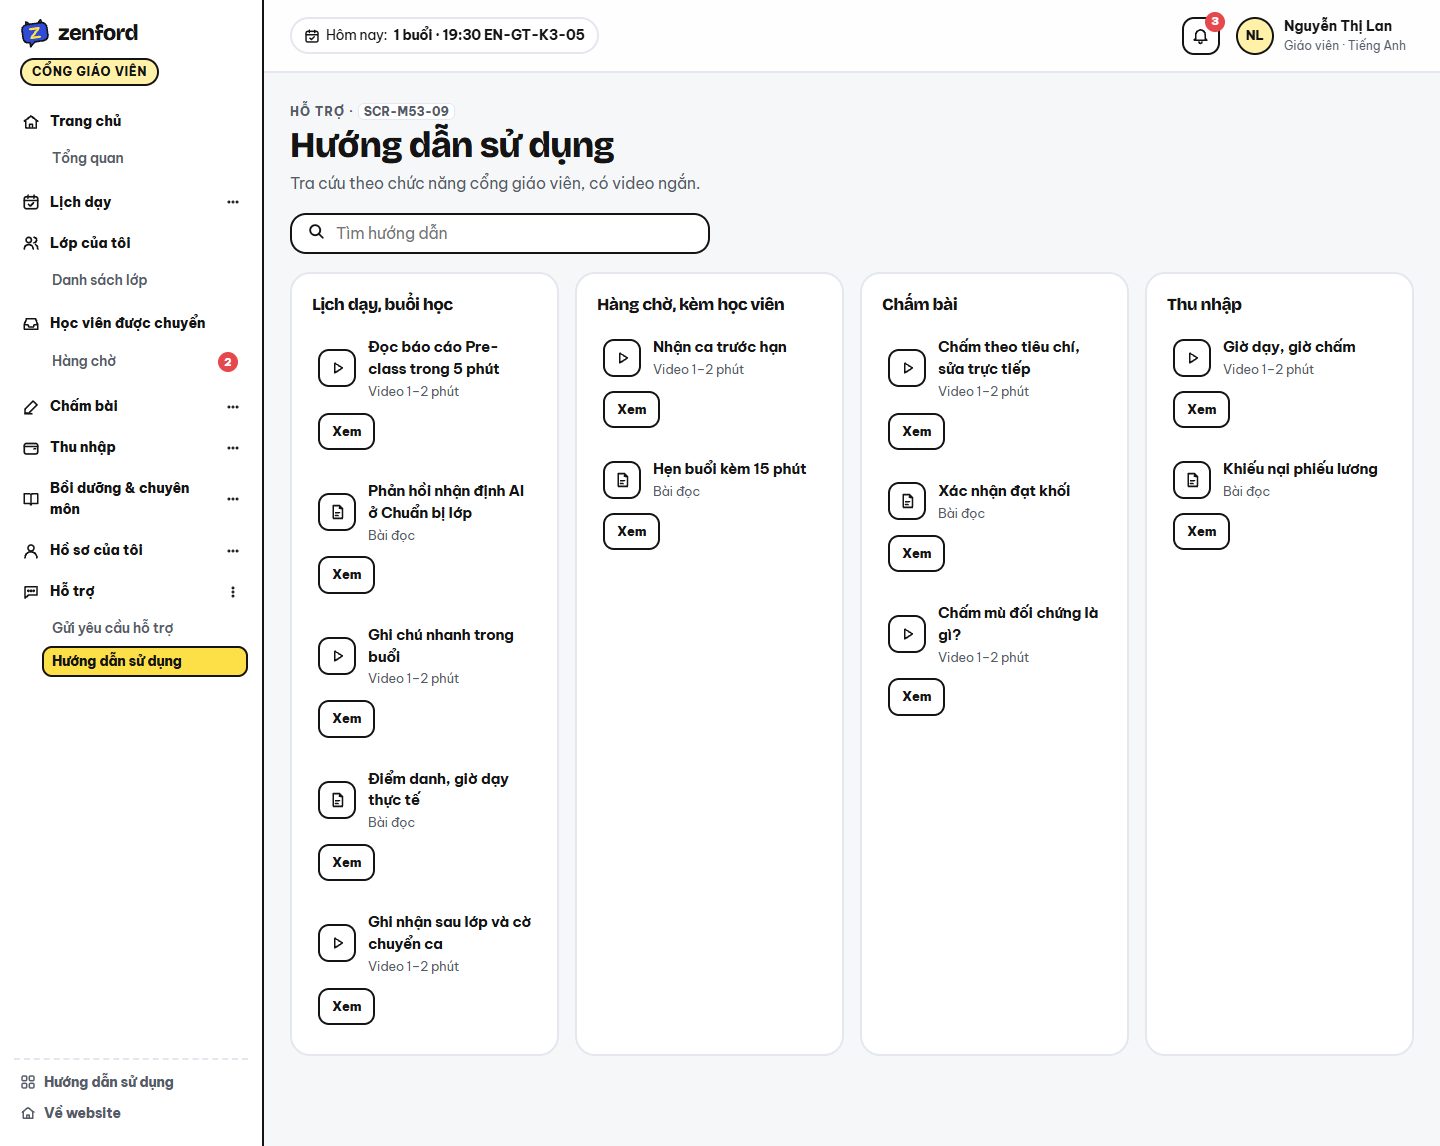 zenford
CỔNG GIÁO VIÊN
Trang chủ
Tổng quan
Lịch dạy
Lớp của tôi
Danh sách lớp
Học viên được chuyển
Hàng chờ
2
Chấm bài
Thu nhập
Bồi dưỡng & chuyên
môn
Hồ sơ của tôi
Hỗ trợ
Gửi yêu cầu hỗ trợ
Hướng dẫn sử dụng
Hướng dẫn sử dụng
Về website
Hôm nay: 1 buổi · 19:30 EN-GT-K3-05
3
NL
Nguyễn Thị Lan
Giáo viên · Tiếng Anh
HỖ TRỢ · SCR-M53-09
Hướng dẫn sử dụng
Tra cứu theo chức năng cổng giáo viên, có video ngắn.
Tìm hướng dẫn
Lịch dạy, buổi học
Đọc báo cáo Pre-
class trong 5 phút
Video 1–2 phút
Xem
Phản hồi nhận định AI
ở Chuẩn bị lớp
Bài đọc
Xem
Ghi chú nhanh trong
buổi
Video 1–2 phút
Xem
Điểm danh, giờ dạy
thực tế
Bài đọc
Xem
Ghi nhận sau lớp và cờ
chuyển ca
Video 1–2 phút
Xem
Hàng chờ, kèm học viên
Nhận ca trước hạn
Video 1–2 phút
Xem
Hẹn buổi kèm 15 phút
Bài đọc
Xem
Chấm bài
Chấm theo tiêu chí,
sửa trực tiếp
Video 1–2 phút
Xem
Xác nhận đạt khối
Bài đọc
Xem
Chấm mù đối chứng là
gì?
Video 1–2 phút
Xem
Thu nhập
Giờ dạy, giờ chấm
Video 1–2 phút
Xem
Khiếu nại phiếu lương
Bài đọc
Xem